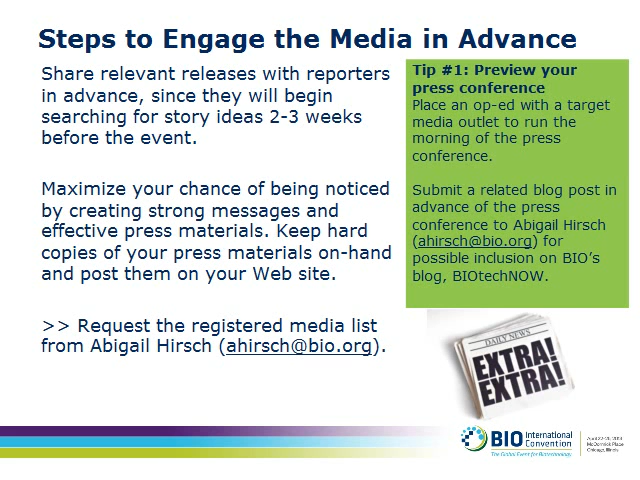 Steps to Engage the Media in Advance
Share relevant releases with reporters
in advance, since they will begin
searching for story ideas 2-3 weeks
before the event.
Maximize your chance of being noticed
by creating strong messages and
effective press materials. Keep hard
copies of your press materials on-hand
and post them on your Web site.
>> Request the registered media list
from Abigail Hirsch (ahirsch@bio.org).
Tip #1: Preview your
press conference
Place an op-ed with a target
media outlet to run the
morning of the press
conference.
Submit a related blog post in
advance of the press
conference to Abigail Hirsch
(ahirsch@bio.org) for
possible inclusion on BIO’s
blog, BIOtechNOW.
DAILY NEWS
EXTRA!
EXTRA!
BIO International
Convention
The Global Event for Biotechnology
McCormick Place
Chicago, Illinois